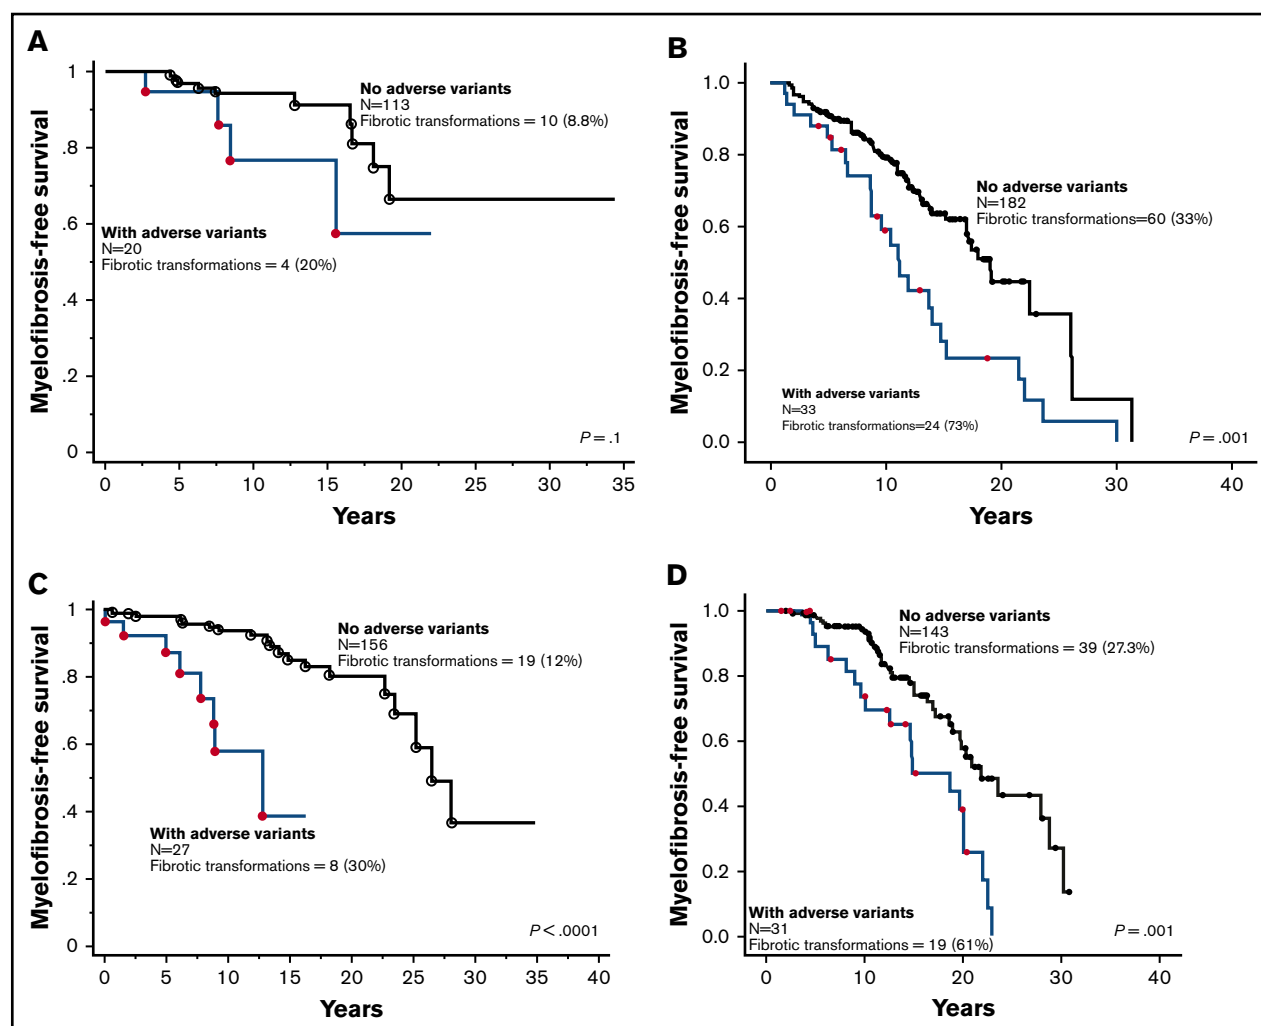 A
Myelofibrosis-free survival
1
.8
.6
.4
.2
0
No adverse variants
N=113
Fibrotic transformations = 10 (8.8%)
With adverse variants
N=20
Fibrotic transformations = 4 (20%)
P = .1
0 5 10 15 20 25 30 35
Years
B
Myelofibrosis-free survival
1.0
0.8
0.6
0.4
0.2
0.0
No adverse variants
N=182
Fibrotic transformations=60 (33%)
With adverse variants
N=33
Fibrotic transformations=24 (73%)
P = .001
0 10 20 30 40
Years
C
Myelofibrosis-free survival
1
.8
.6
.4
.2
0
No adverse variants
N=156
Fibrotic transformations = 19 (12%)
With adverse variants
N=27
Fibrotic transformations = 8 (30%)
P < .0001
0 5 10 15 20 25 30 35 40
Years
D
Myelofibrosis-free survival
1.0
0.8
0.6
0.4
0.2
0.0
No adverse variants
N=143
Fibrotic transformations = 39 (27.3%)
With adverse variants
N=31
Fibrotic transformations = 19 (61%)
P = .001
0 10 20 30 40
Years